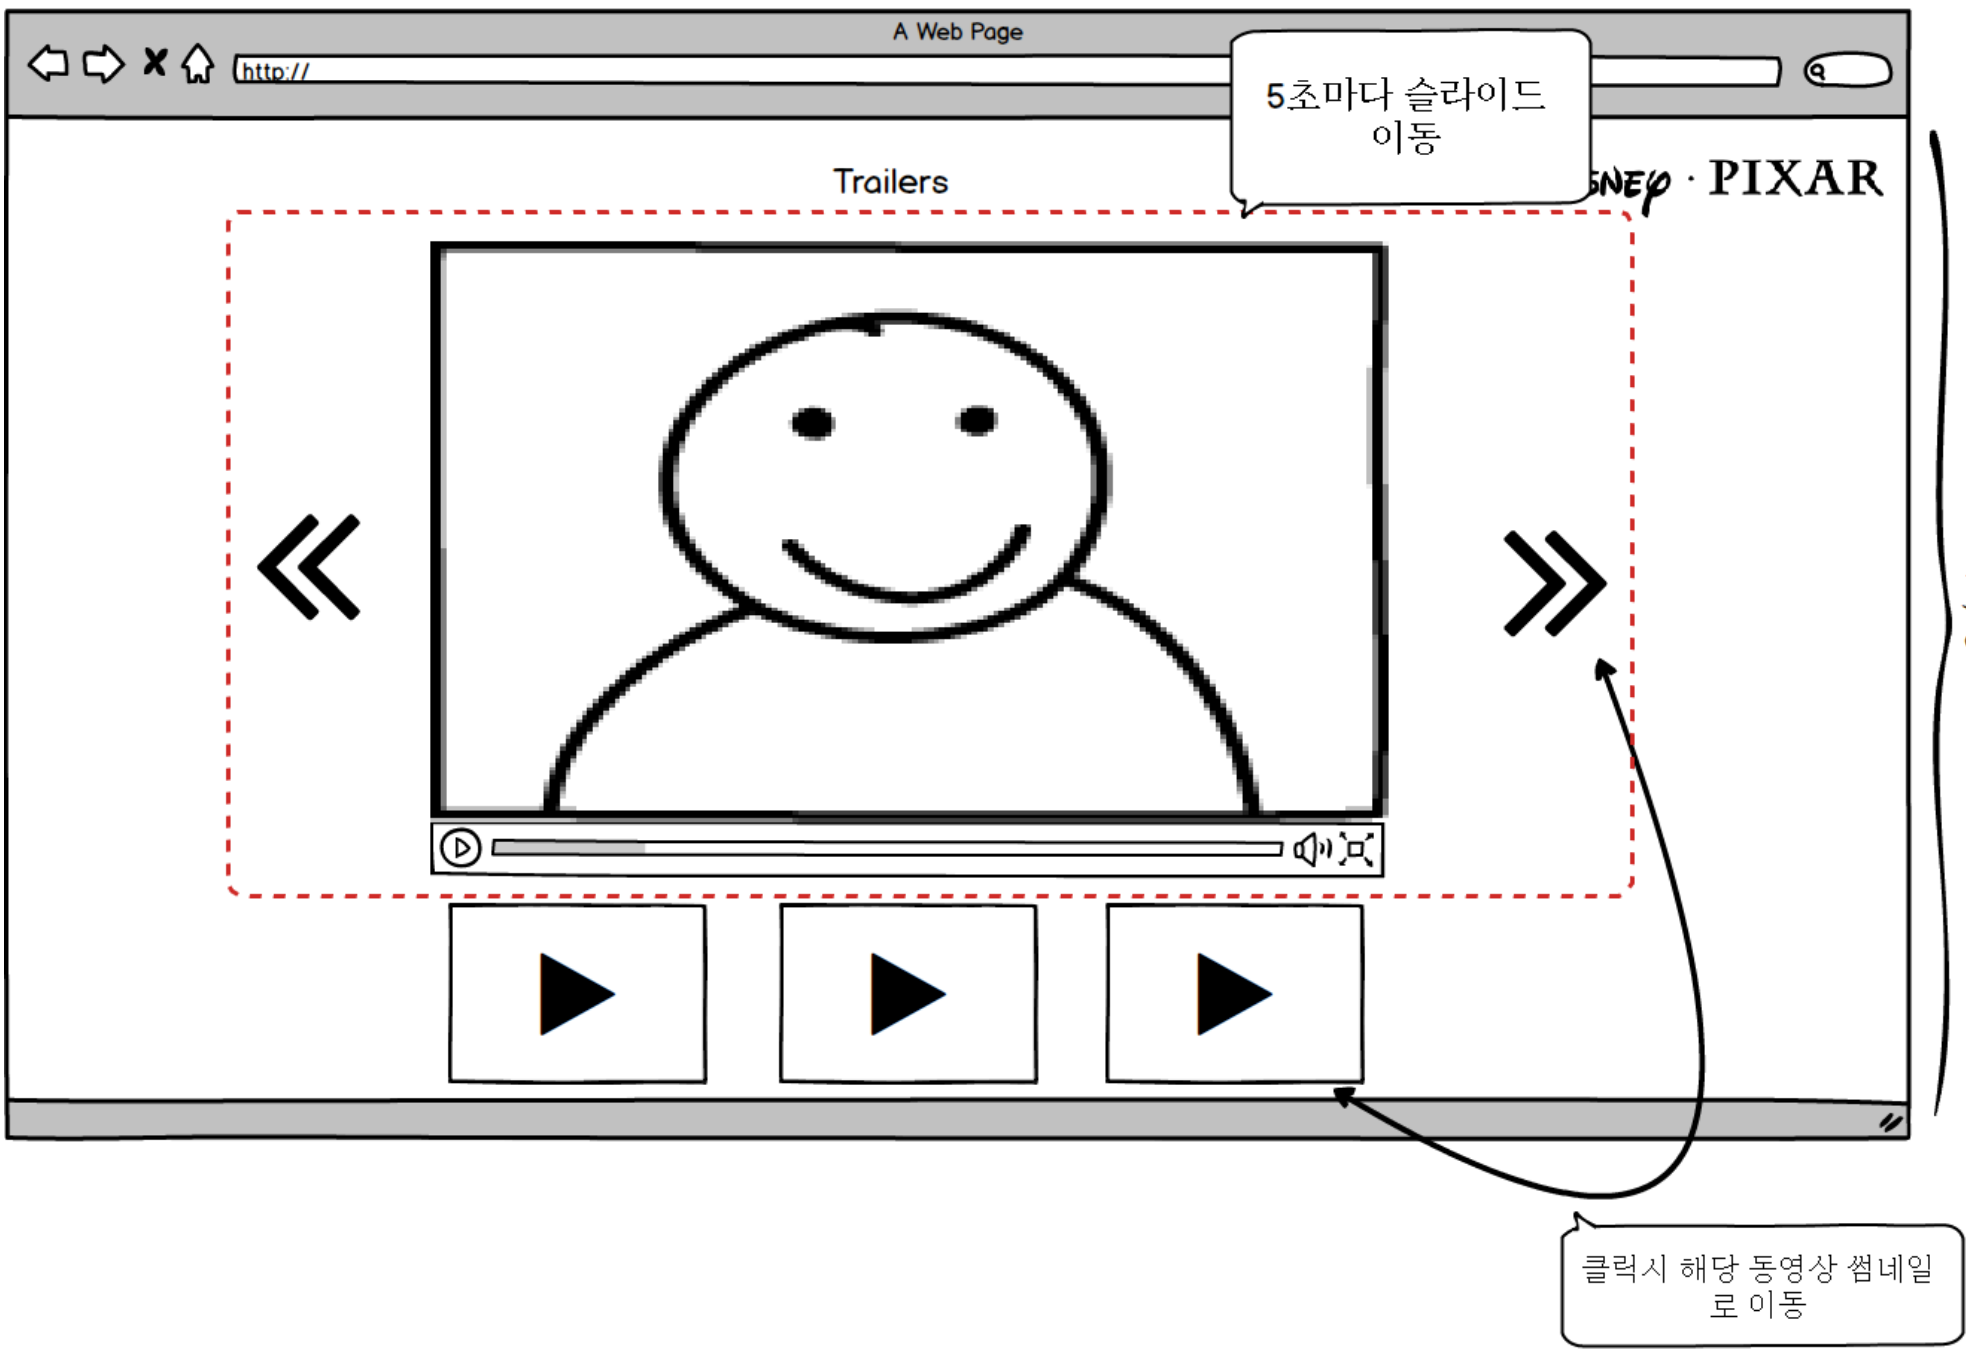 A Web Page
http://
5초마다 슬라이드
이동
Trailers
SNEY · PIXAR
클릭시 해당 동영상 썸네일
로 이동